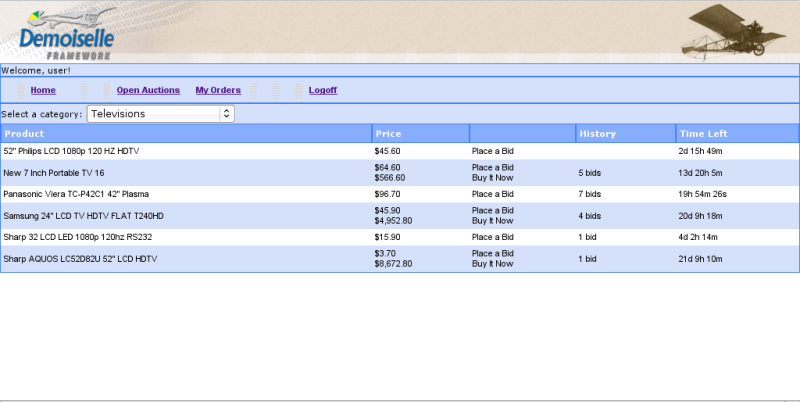 Demoiselle
FRAMEWORK
Welcome, user!
Home Open Auctions My Orders Logoff
Select a category: Televisions
Product Price History Time Left
52" Philips LCD 1080p 120 HZ HDTV $45.60 Place a Bid 2d 15h 49m
New 7 Inch Portable TV 16 $64.60 Place a Bid 5 bids 13d 20h 5m
$566.60 Buy It Now
Panasonic Viera TC-P42C1 42" Plasma $96.70 Place a Bid 7 bids 19h 54m 26s
Samsung 24" LCD TV HDTV FLAT T240HD $45.90 Place a Bid 4 bids 20d 9h 18m
$4,952.80 Buy It Now
Sharp 32 LCD LED 1080p 120hz RS232 $15.90 Place a Bid 1 bid 4d 2h 14m
Sharp AQUOS LC52D82U 52" LCD HDTV $3.70 Place a Bid 1 bid 21d 9h 10m
$8,672.80 Buy It Now